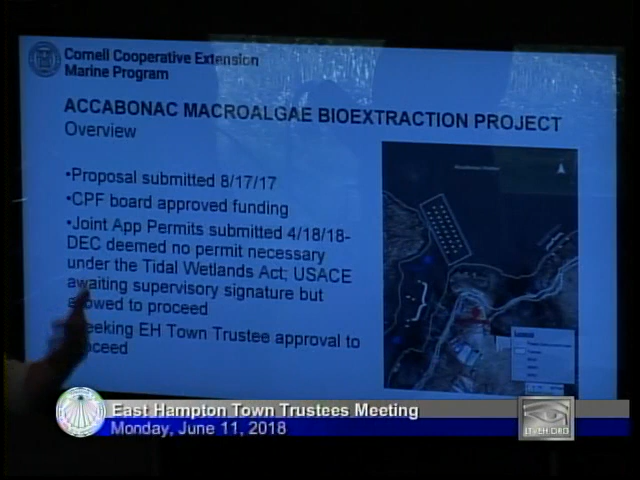 Cornell Cooperative Extension
Marine Program
ACCABONAC MACROALGAE BIOEXTRACTION PROJECT
Overview
•Proposal submitted 8/17/17
•CPF board approved funding
•Joint App Permits submitted 4/18/18-
DEC deemed no permit necessary
under the Tidal Wetlands Act; USACE
awaiting supervisory signature but
to proceed
EH Town Trustee approval to
East Hampton Town Trustees Meeting
Monday, June 11, 2018